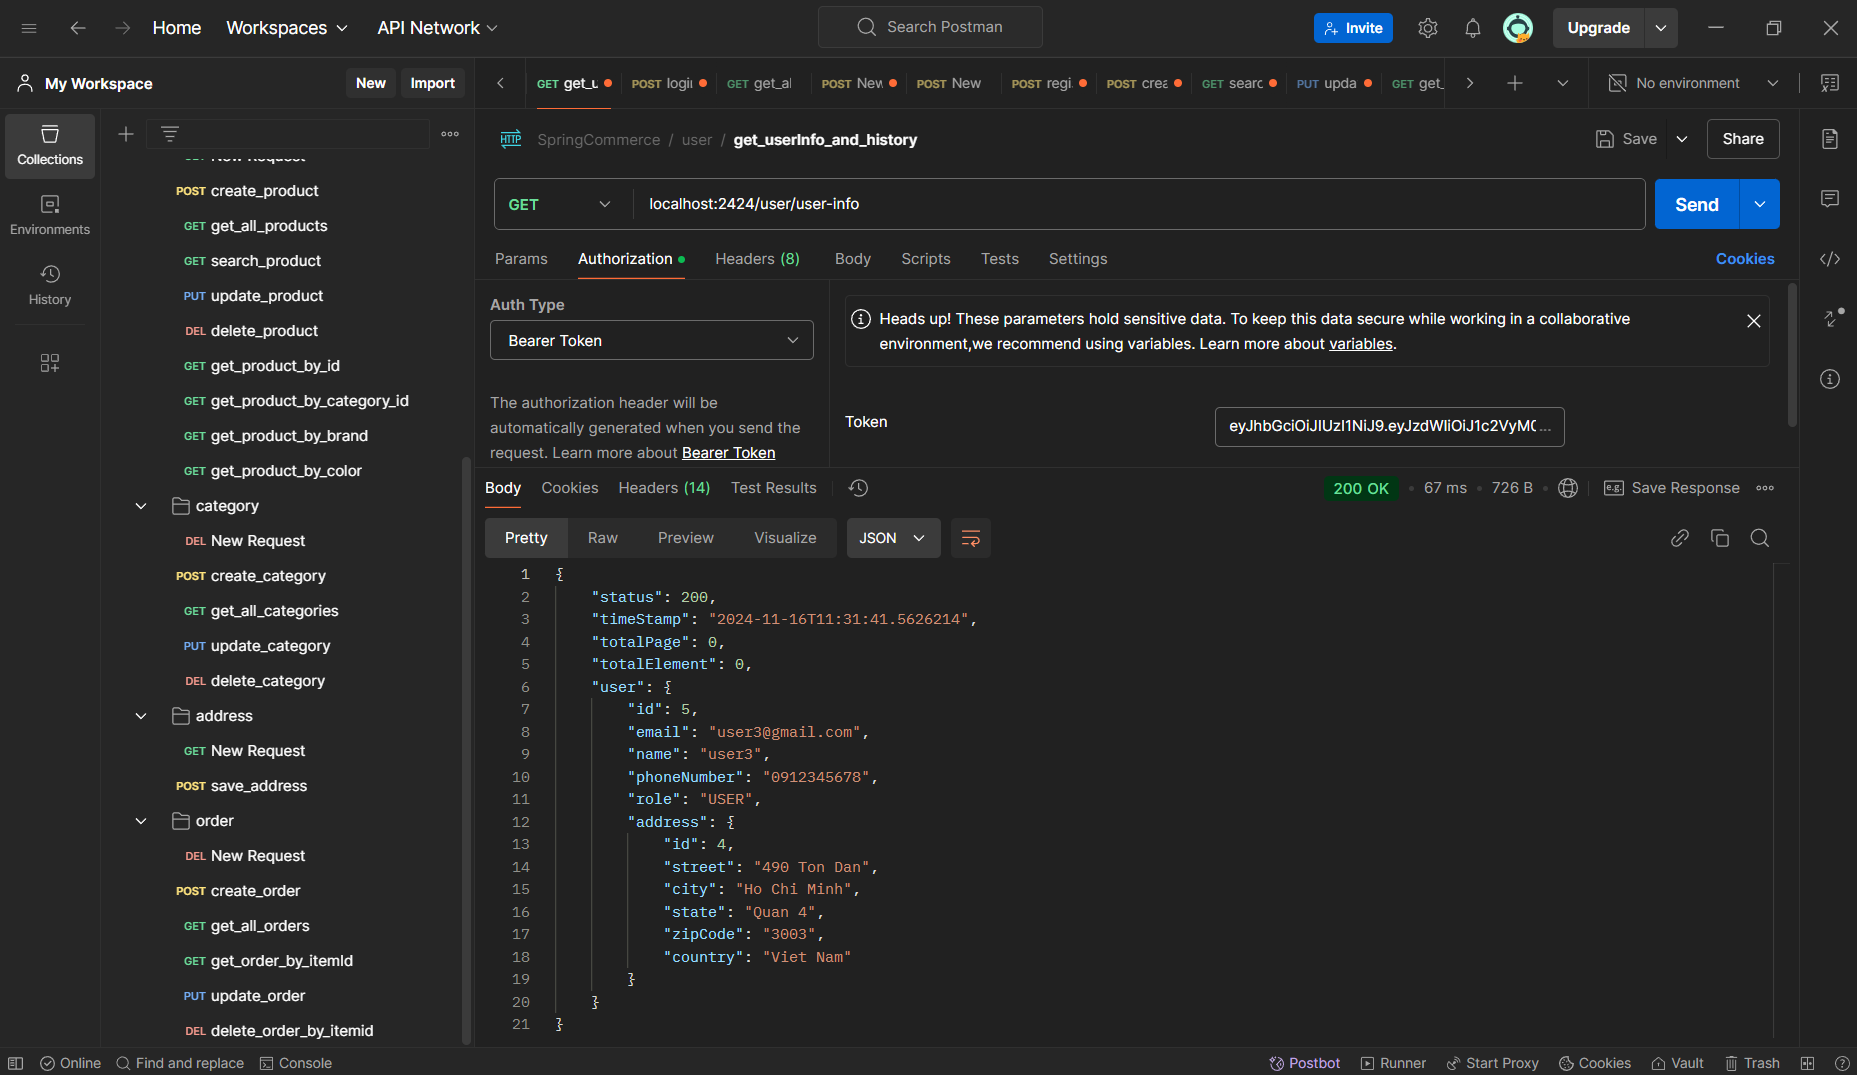 Home Workspaces API Network Search Postman Invite Upgrade
My Workspace New Import
GET get_u POST logi GET get_al POST New POST New POST regi. POST crea GET searc PUT upda GET get_ No environment
Collections
Environments
History
New Request
POST create_product
GET get_all_products
GET search_product
PUT update_product
DEL delete_product
GET get_product_by_id
GET get_product_by_category_id
GET get_product_by_brand
GET get_product_by_color
category
DEL New Request
POST create_category
GET get_all_categories
PUT update_category
DEL delete_category
address
GET New Request
POST save_address
order
DEL New Request
POST create_order
GET get_all_orders
GET get_order_by_itemId
PUT update_order
DEL delete_order_by_itemid
HTTP SpringCommerce / user / get_userInfo_and_history Save Share
GET localhost:2424/user/user-info Send
Params Authorization Headers (8) Body Scripts Tests Settings Cookies
Auth Type
Bearer Token
The authorization header will be
automatically generated when you send the
request. Learn more about Bearer Token
Heads up! These parameters hold sensitive data. To keep this data secure while working in a collaborative
environment,we recommend using variables. Learn more about variables.
Token
Body Cookies Headers (14) Test Results 200 OK 67 ms 726 B e.g. Save Response
Pretty Raw Preview Visualize JSON
1 {
2 "status": 200,
3 "timeStamp": "2024-11-16T11:31:41.5626214",
4 "totalPage": 0,
5 "totalElement": 0,
6 "user": {
7 "id": 5,
8 "email": "user3@gmail.com",
9 "name": "user3",
10 "phoneNumber": "0912345678",
11 "role": "USER",
12 "address": {
13 "id": 4,
14 "street": "490 Ton Dan",
15 "city": "Ho Chi Minh",
16 "state": "Quan 4",
17 "zipCode": "3003",
18 "country": "Viet Nam"
19 }
20 }
21 }
Online Find and replace Console Postbot Runner Start Proxy Cookies Vault Trash